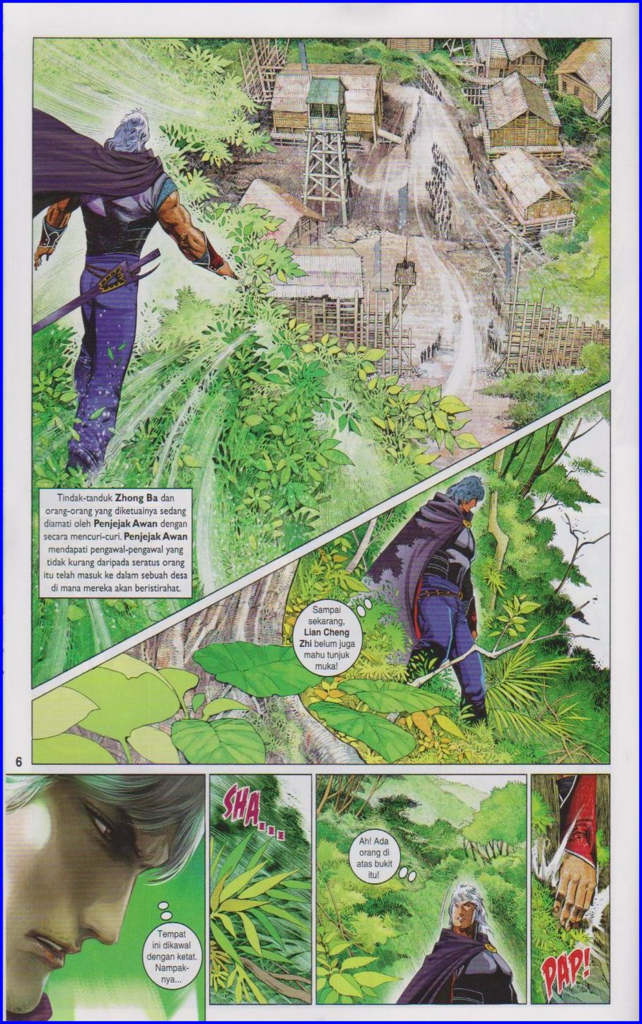 Tindak-tanduk Zhong Ba dan
orang-orang yang diketuainya sedang
diamati oleh Penjejak Awan dengan
secara mencuri-curi. Penjejak Awan
mendapati pengawal-pengawal yang
tidak kurang daripada seratus orang
itu telah masuk ke dalam sebuah desa
di mana mereka akan beristirahat.
Sampai
sekarang,
Lian Cheng
Zhi belum juga
mahu tunjuk
muka!
6
Tempat
ini dikawal
dengan ketat.
Nampak-
nya...
SHA...
Ah! Ada
orang di
atas bukit
itu!
PAP!